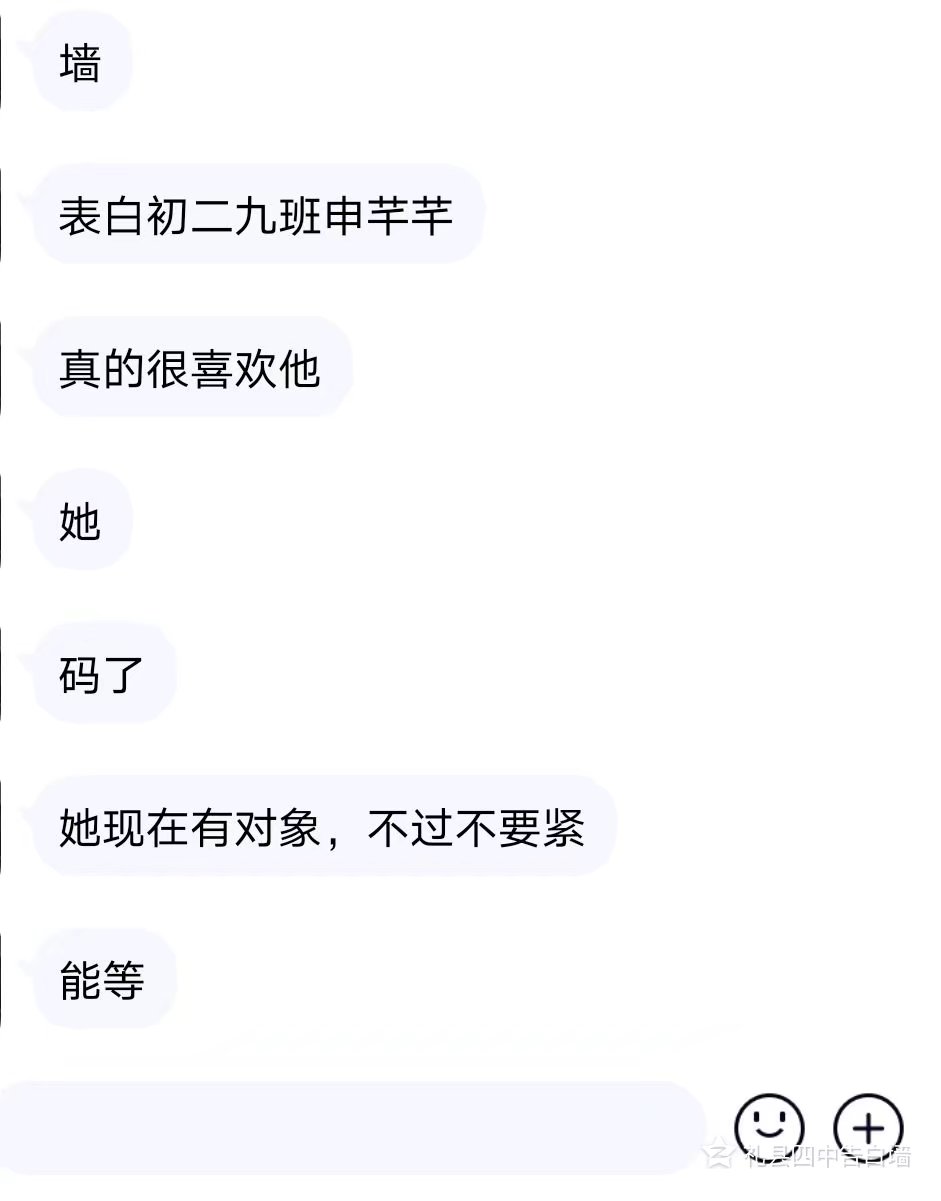 墙
表白初二九班申芊芊
真的很喜欢他
她
码了
她现在有对象，不过不要紧
能等
礼县四中告白墙